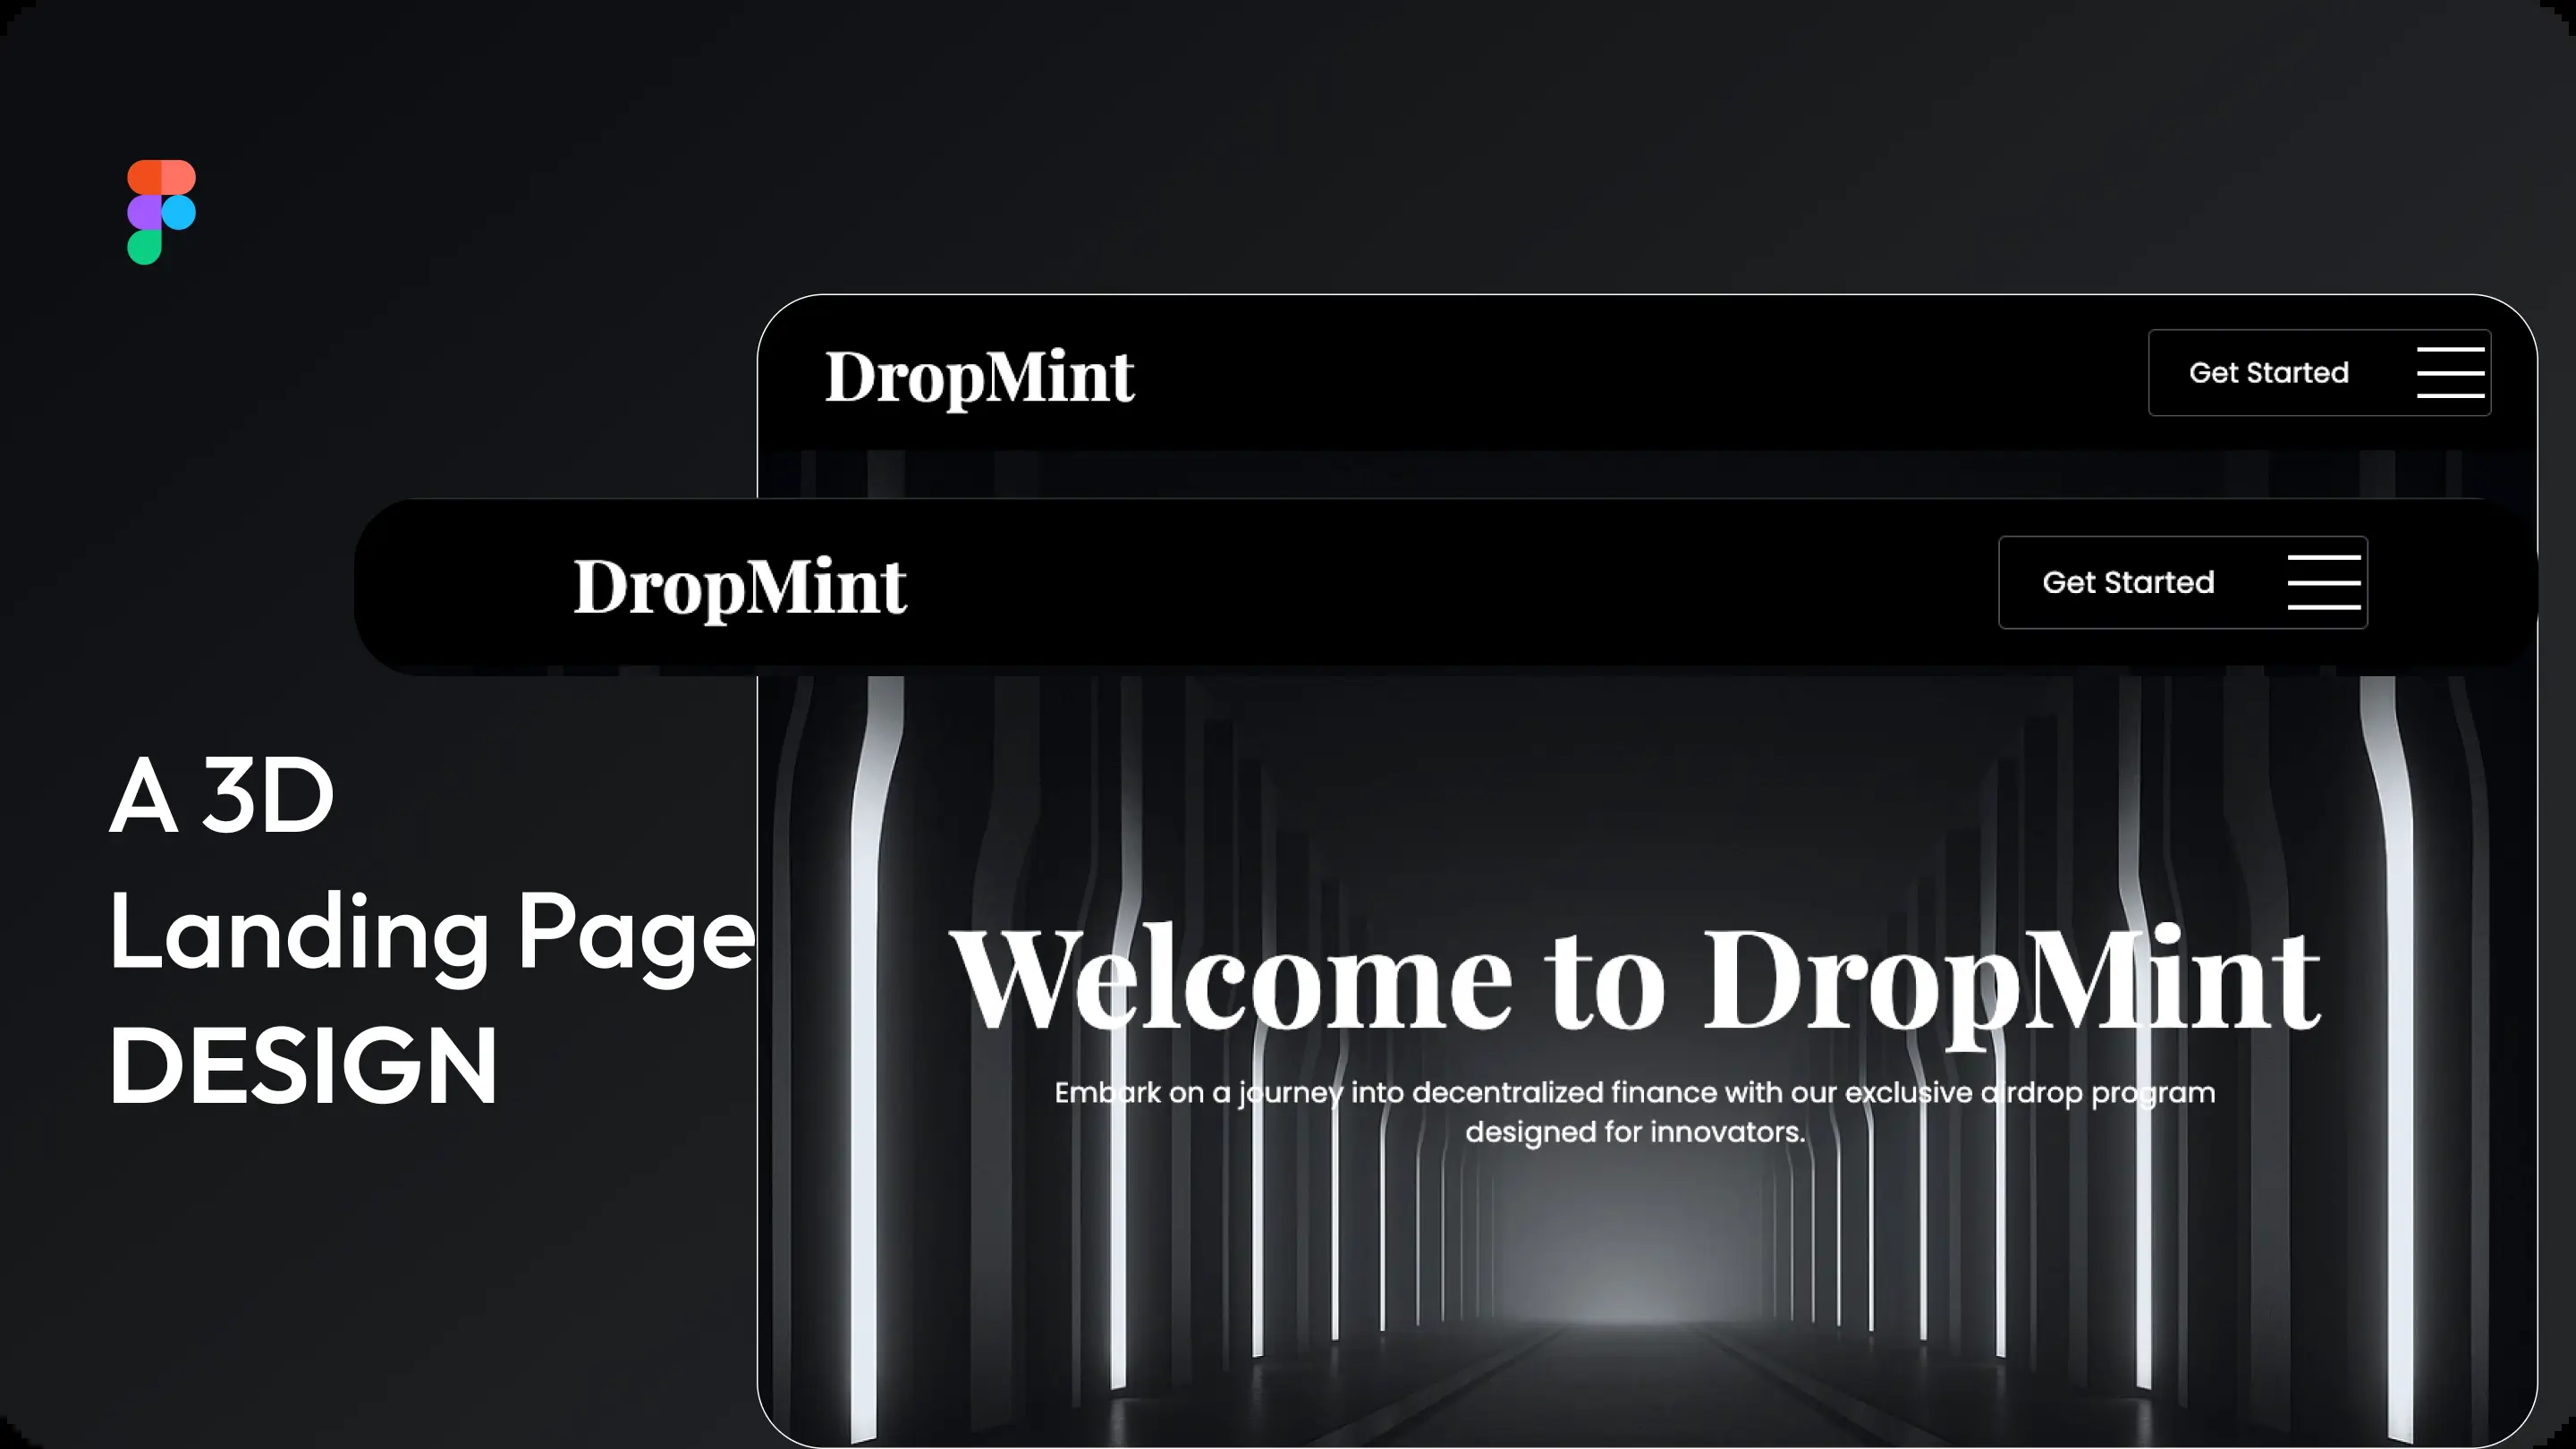 DropMint
Get Started
DropMint
Get Started
A 3D
Landing Page
DESIGN
Welcome to DropMint
Embark on a journey into decentralized finance with our exclusive airdrop program
designed for innovators.